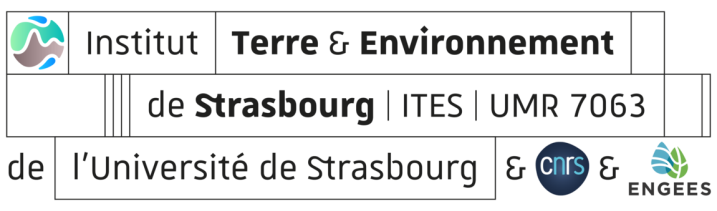 Institut Terre & Environnement
de Strasbourg | ITES | UMR 7063
de l'Université de Strasbourg & cnrs & ENGEES